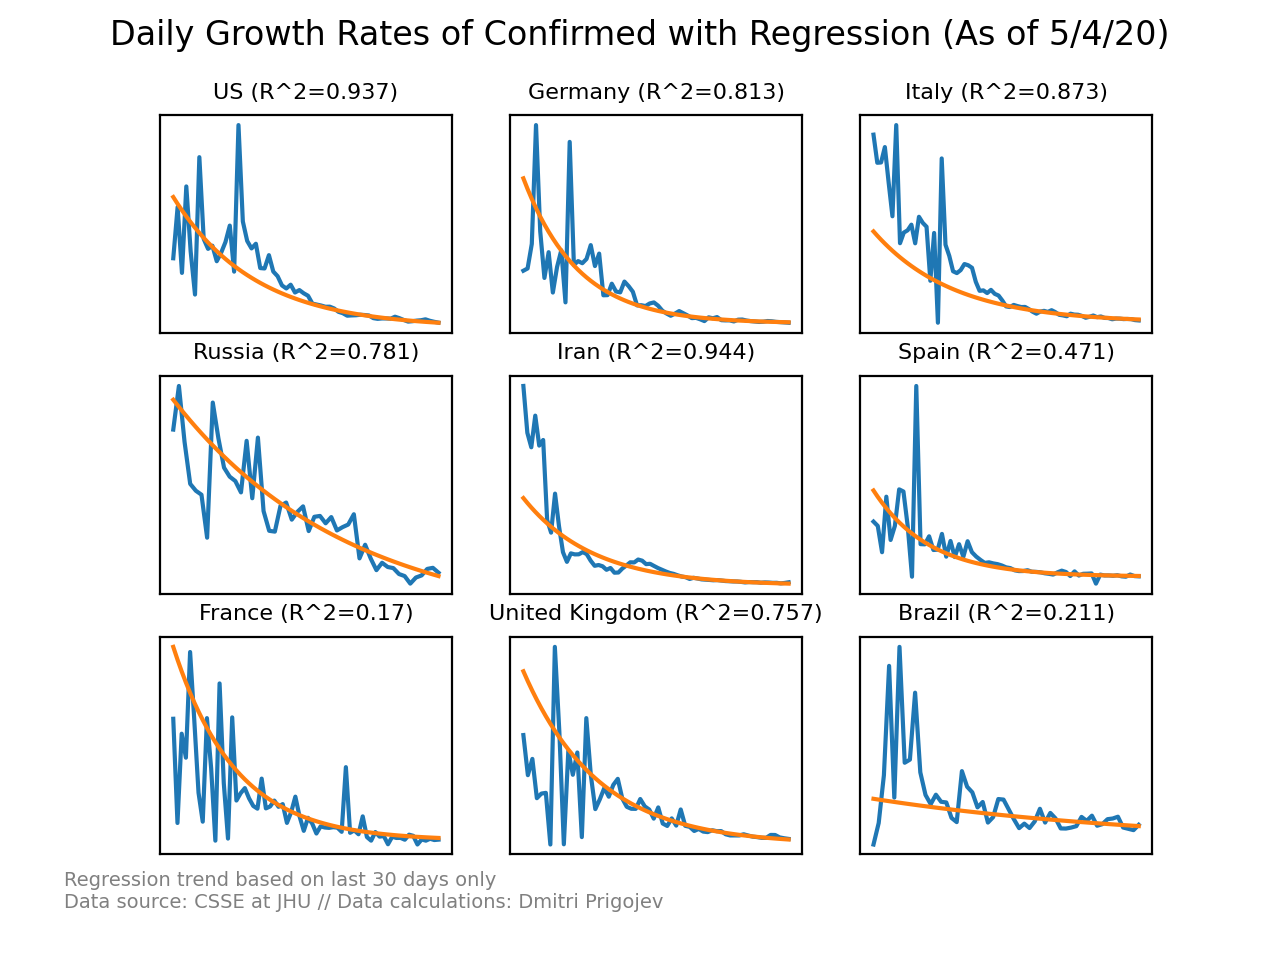 Daily Growth Rates of Confirmed with Regression (As of 5/4/20)
US (R^2=0.937)
Germany (R^2=0.813)
Italy (R^2=0.873)
Russia (R^2=0.781)
Iran (R^2=0.944)
Spain (R^2=0.471)
France (R^2=0.17)
United Kingdom (R^2=0.757)
Brazil (R^2=0.211)
Regression trend based on last 30 days only
Data source: CSSE at JHU // Data calculations: Dmitri Prigojev